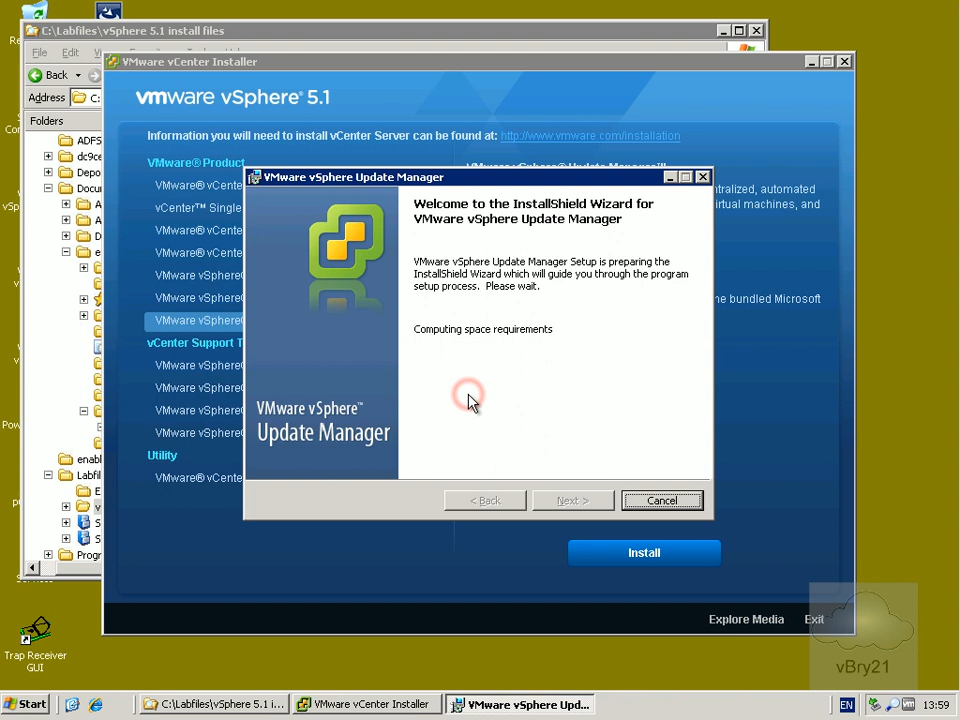 C:\Labfiles\vSphere 5.1 install files
File Edit
Back
Address C:
Folders
ADFS
dc9ce
Depo
Docu
enabl
Labfil
Progr
VMware vCenter Installer
vmware vSphere® 5.1
Information you will need to install vCenter Server can be found at: http://www.vmware.com/installation
VMware® Product
VMware® vCente
vCenter™ Single
VMware® vCente
VMware® vCente
VMware vSphere
VMware vSphere
VMware vSphere
vCenter Support T
VMware vSphere
VMware vSphere
VMware vSphere
VMware vSphere
Utility
VMware® vCente
VMware vSphere® Update Manager™
ntralized, automated
irtual machines, and
ne bundled Microsoft
VMware vSphere Update Manager
Welcome to the InstallShield Wizard for
VMware vSphere Update Manager
VMware vSphere Update Manager Setup is preparing the
InstallShield Wizard which will guide you through the program
setup process. Please wait.
Computing space requirements
VMware vSphere™
Update Manager
< Back Next > Cancel
Install
Explore Media Exit
Trap Receiver
GUI
vBry21
Start C:\Labfiles\vSphere 5.1 i... VMware vCenter Installer VMware vSphere Upd... EN 13:59